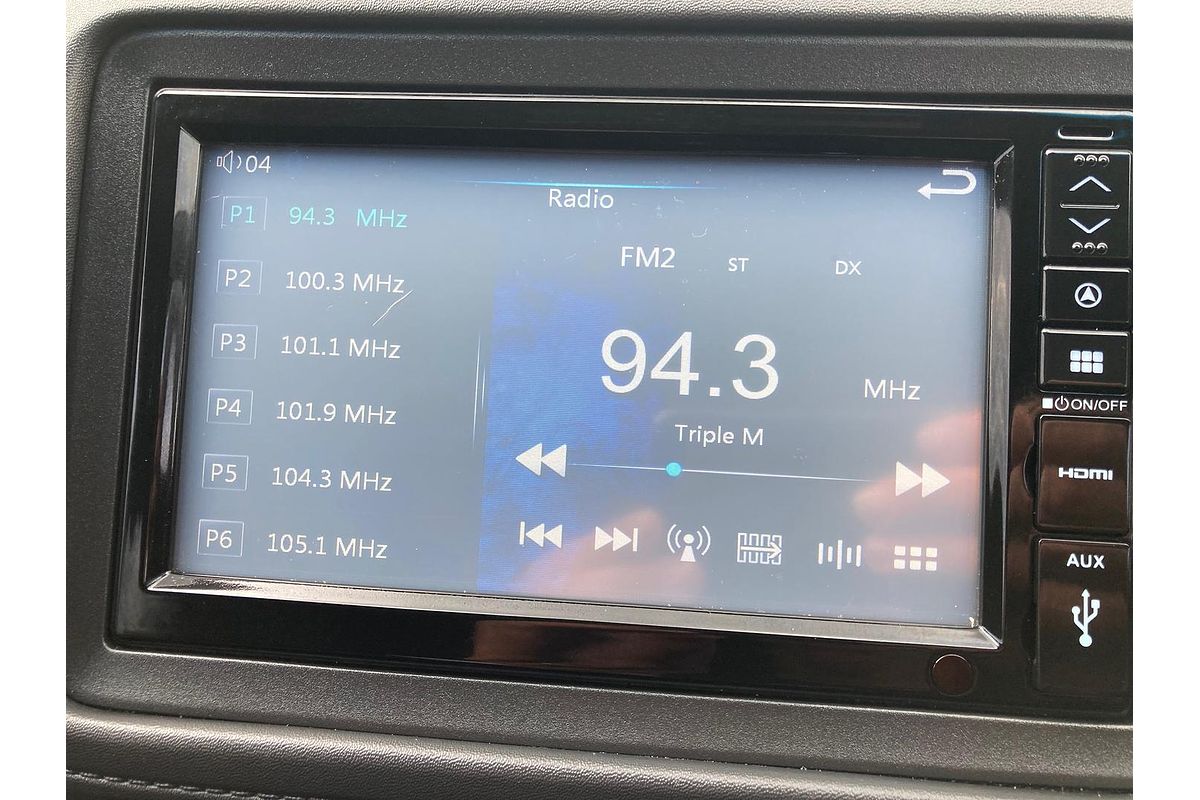 04
Radio
P1 94.3 MHz
P2 100.3 MHz
P3 101.1 MHz
P4 101.9 MHz
P5 104.3 MHz
P6 105.1 MHz
FM2 ST DX
94.3 MHz
Triple M
ON/OFF
HDMI
AUX